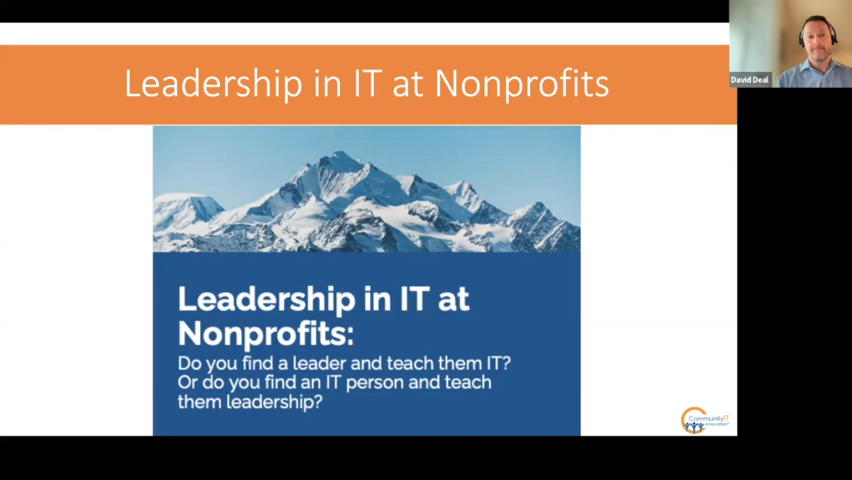 Leadership in IT at Nonprofits
David Deal
Leadership in IT at
Nonprofits:
Do you find a leader and teach them IT?
Or do you find an IT person and teach
them leadership?
CommunityIT
Innovators